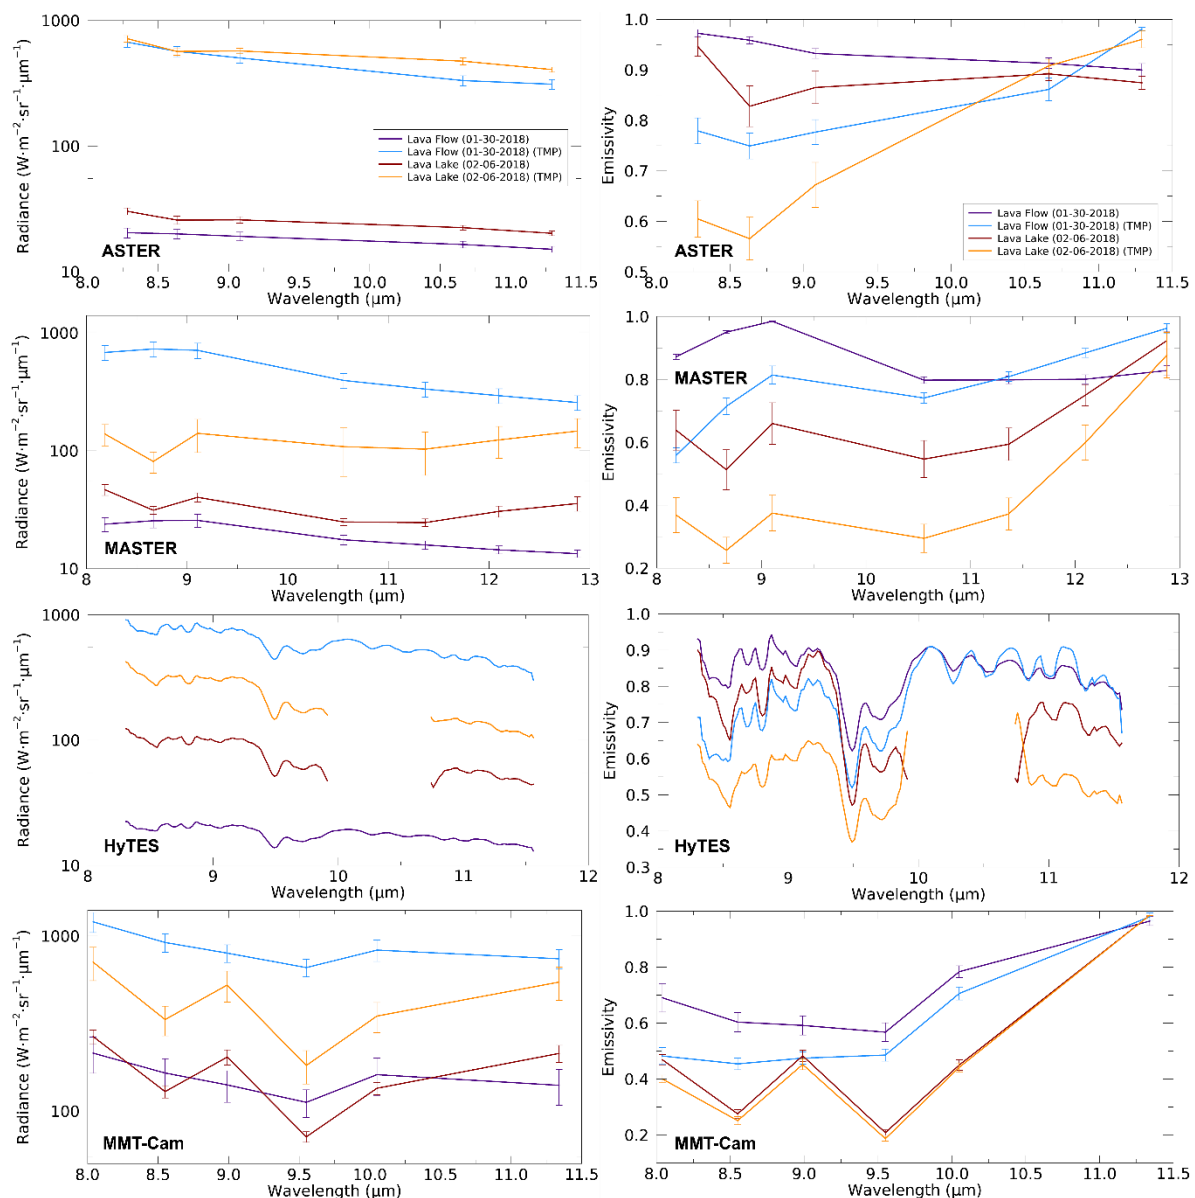 1000
100
10
Radiance (W·m⁻²·sr⁻¹·μm⁻¹)
Lava Flow (01-30-2018)
Lava Flow (01-30-2018) (TMP)
Lava Lake (02-06-2018)
Lava Lake (02-06-2018) (TMP)
ASTER
8.0 8.5 9.0 9.5 10.0 10.5 11.0 11.5
Wavelength (μm)
1.0
0.9
0.8
0.7
0.6
0.5
Emissivity
Lava Flow (01-30-2018)
Lava Flow (01-30-2018) (TMP)
Lava Lake (02-06-2018)
Lava Lake (02-06-2018) (TMP)
ASTER
8.0 8.5 9.0 9.5 10.0 10.5 11.0 11.5
Wavelength (μm)
1000
100
10
Radiance (W·m⁻²·sr⁻¹·μm⁻¹)
MASTER
8 9 10 11 12 13
Wavelength (μm)
1.0
0.8
0.6
0.4
0.2
Emissivity
MASTER
8 9 10 11 12 13
Wavelength (μm)
1000
100
10
Radiance (W·m⁻²·sr⁻¹·μm⁻¹)
HyTES
8 9 10 11 12
Wavelength (μm)
1.0
0.9
0.8
0.7
0.6
0.5
0.4
0.3
Emissivity
HyTES
8 9 10 11 12
Wavelength (μm)
1000
100
Radiance (W·m⁻²·sr⁻¹·μm⁻¹)
MMT-Cam
8.0 8.5 9.0 9.5 10.0 10.5 11.0 11.5
Wavelength (μm)
1.0
0.8
0.6
0.4
0.2
Emissivity
MMT-Cam
8.0 8.5 9.0 9.5 10.0 10.5 11.0 11.5
Wavelength (μm)